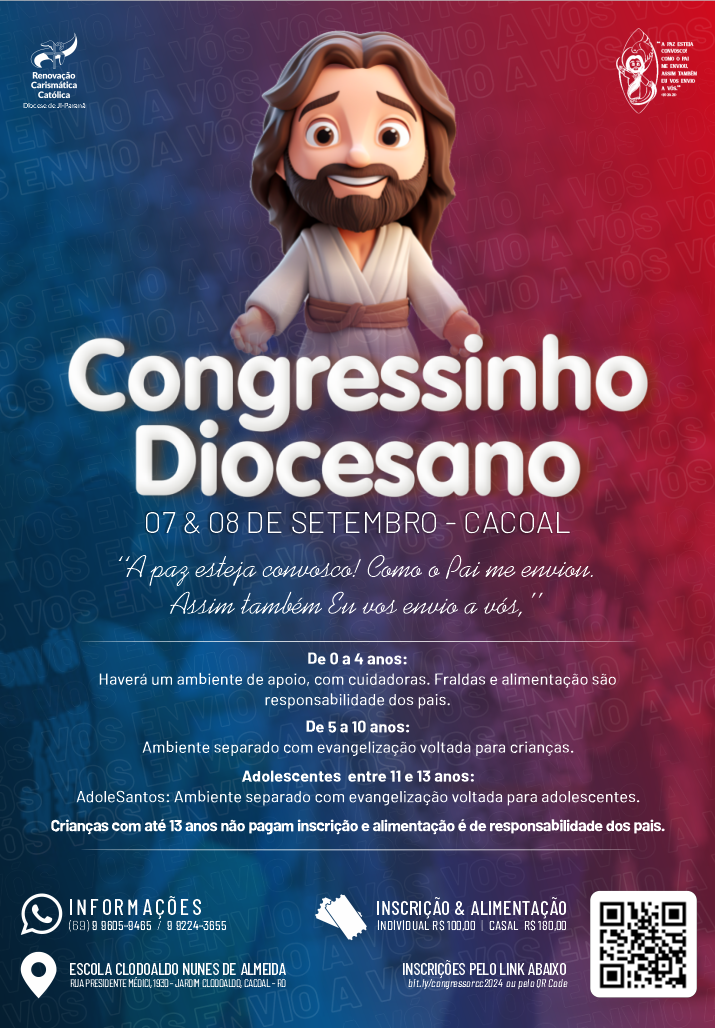 Renovação
Carismática
Católica
Diocese de Ji-Paraná
"A PAZ ESTEJA
CONVOSCO!
COMO O PAI
ME ENVIOU,
ASSIM TAMBÉM
EU VOS ENVIO
A VÓS."
Congressinho
Diocesano
07 & 08 DE SETEMBRO - CACOAL
"A paz esteja convosco! Como o Pai me enviou.
Assim também Eu vos envio a vós,"
De 0 a 4 anos:
Haverá um ambiente de apoio, com cuidadoras. Fraldas e alimentação são
responsabilidade dos pais.
De 5 a 10 anos:
Ambiente separado com evangelização voltada para crianças.
Adolescentes entre 11 e 13 anos:
AdoleSantos: Ambiente separado com evangelização voltada para adolescentes.
Crianças com até 13 anos não pagam inscrição e alimentação é de responsabilidade dos pais.
INFORMAÇÕES
(69) 9 9605-9465 / 9 9224-3655
INSCRIÇÃO & ALIMENTAÇÃO
INDIVIDUAL R$ 100,00 | CASAL R$ 180,00
ESCOLA CLODOALDO NUNES DE ALMEIDA
RUA PRESIDENTE MÉDICI, 1930 - JARDIM CLODOALDO, CACOAL - RO
INSCRIÇÕES PELO LINK ABAIXO
bit.ly/congressorcc2024 ou pelo QR Code